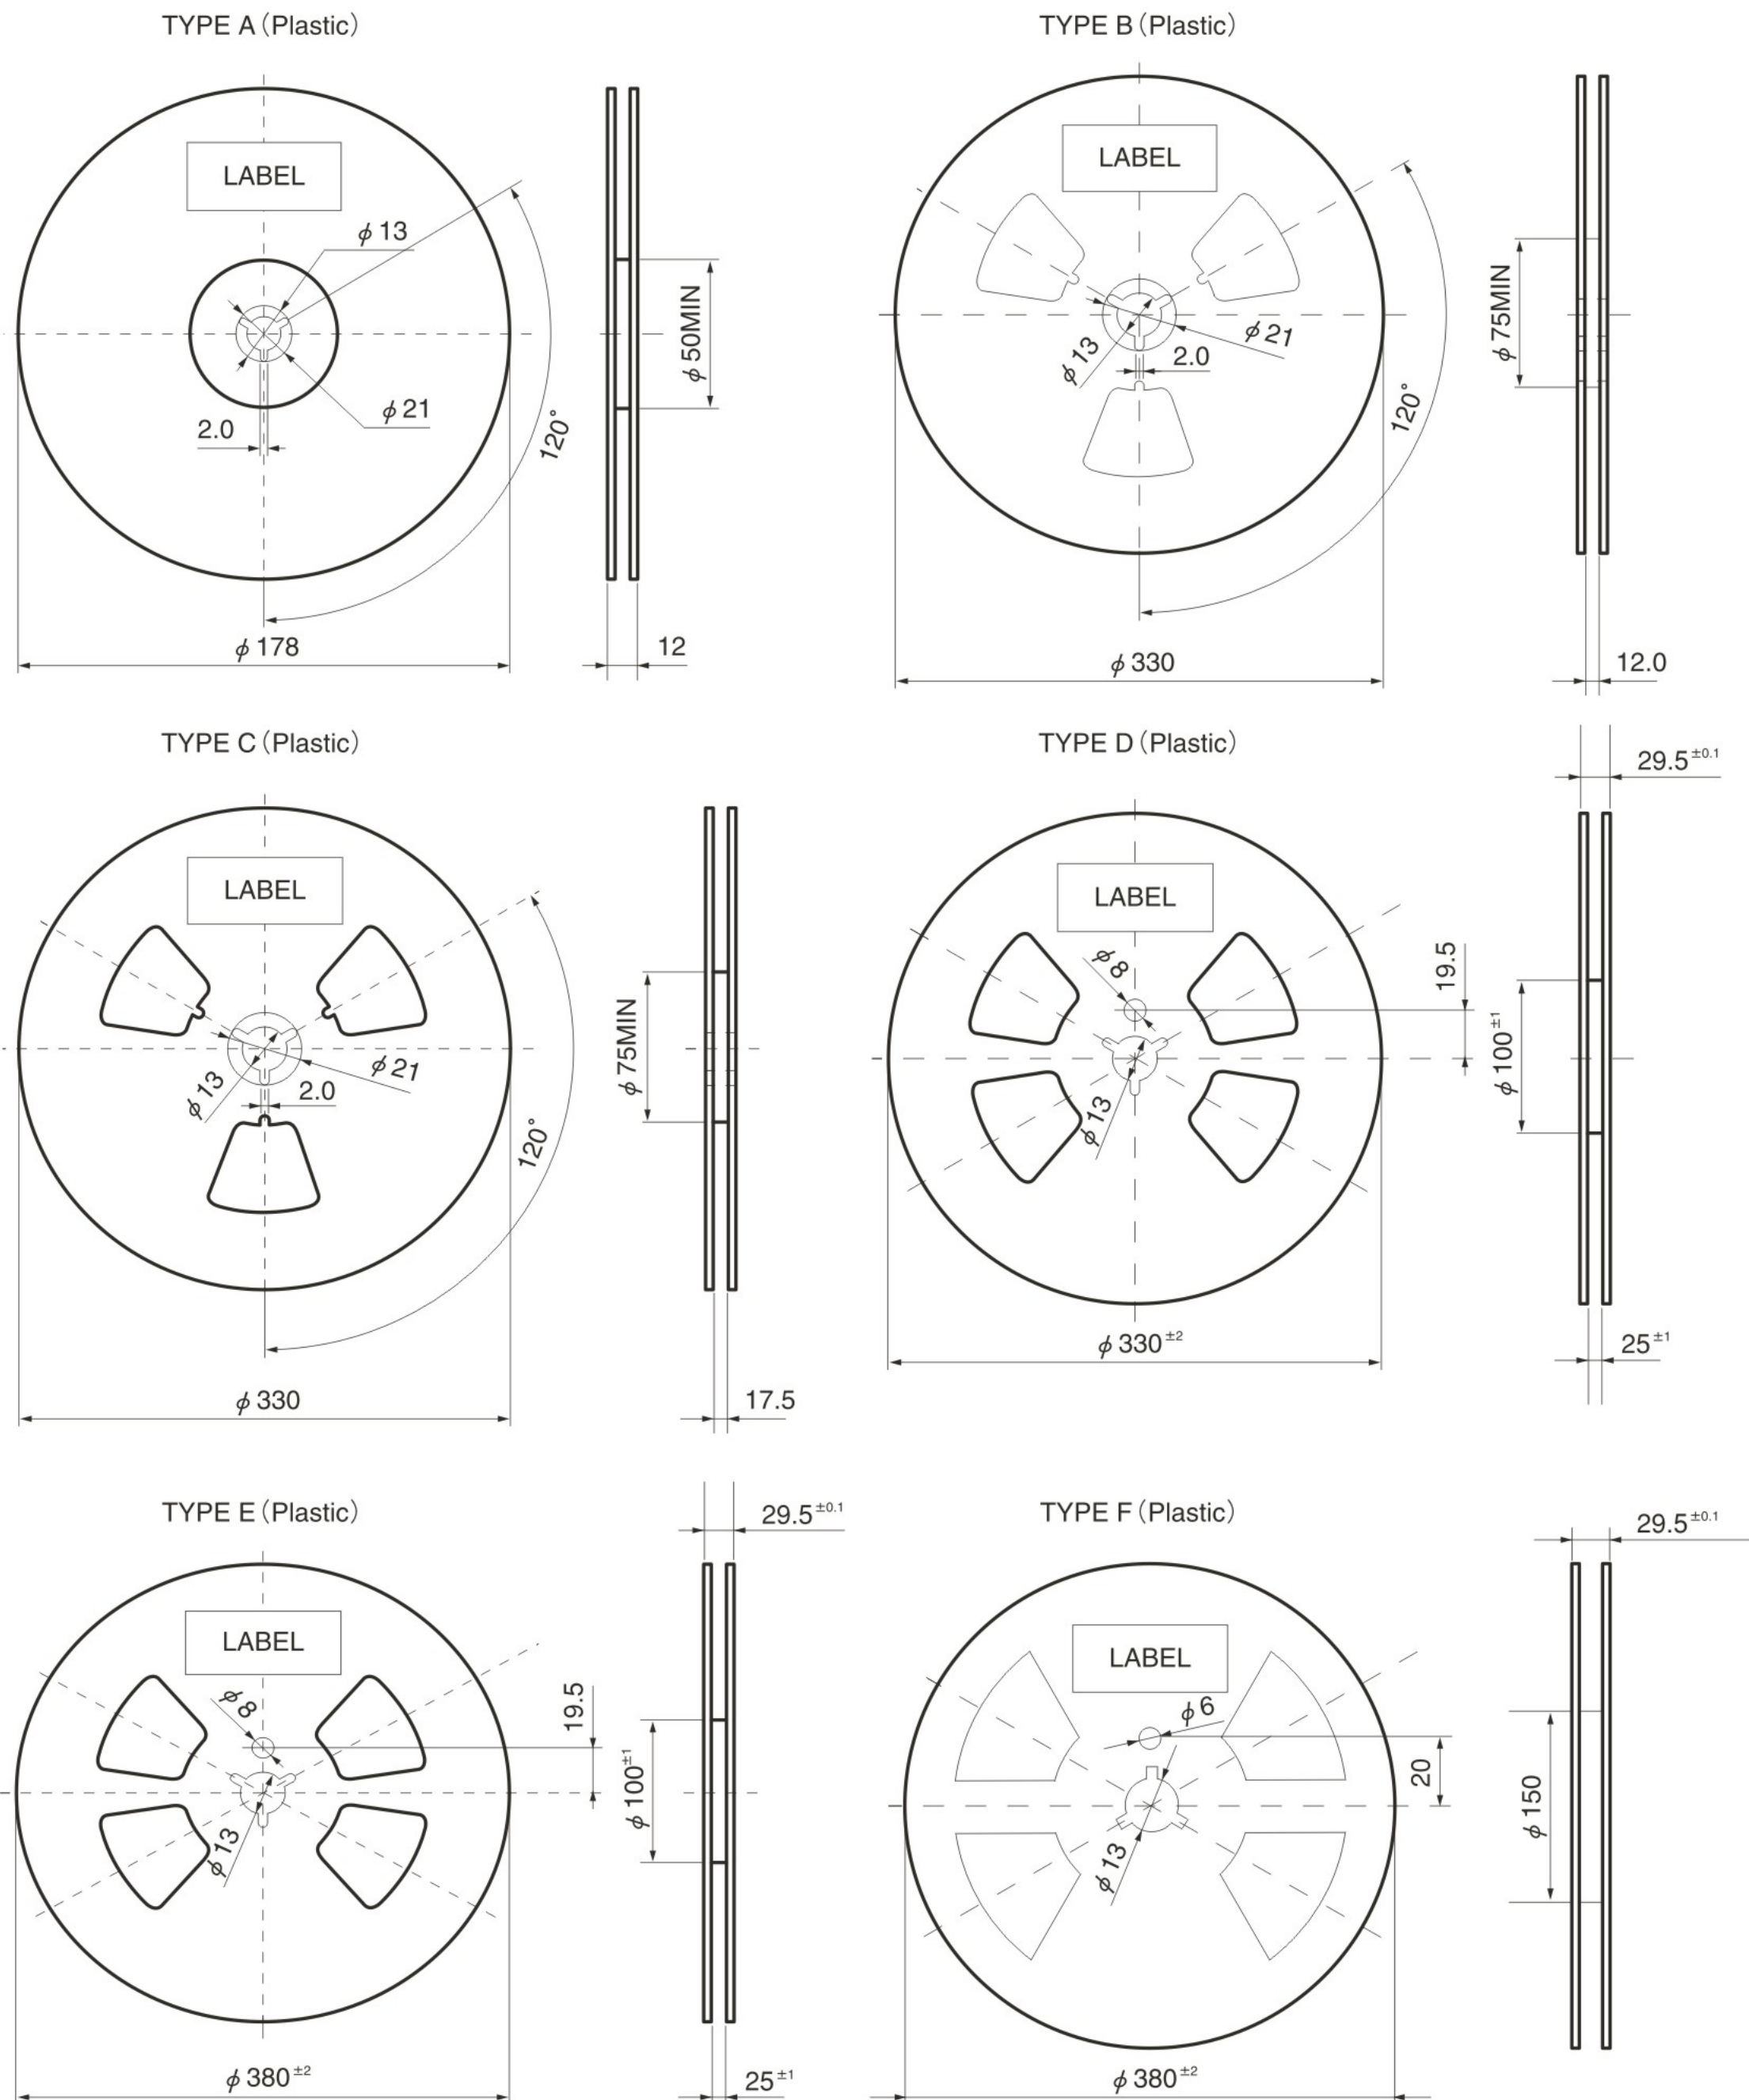 TYPE A（Plastic）
LABEL
ϕ 13
ϕ 50MIN
ϕ 21
2.0
120°
ϕ 178
12
TYPE B（Plastic）
LABEL
ϕ 75MIN
ϕ 21
ϕ 13
2.0
120°
ϕ 330
12.0
TYPE C（Plastic）
LABEL
ϕ 75MIN
ϕ 21
ϕ 13
2.0
120°
ϕ 330
17.5
TYPE D（Plastic）
29.5±0.1
LABEL
ϕ 8
19.5
ϕ 100±1
ϕ 13
ϕ 330±2
25±1
TYPE E（Plastic）
29.5±0.1
LABEL
ϕ 8
19.5
ϕ 100±1
ϕ 13
ϕ 380±2
25±1
TYPE F（Plastic）
29.5±0.1
LABEL
ϕ 6
20
ϕ 150
ϕ 13
ϕ 380±2